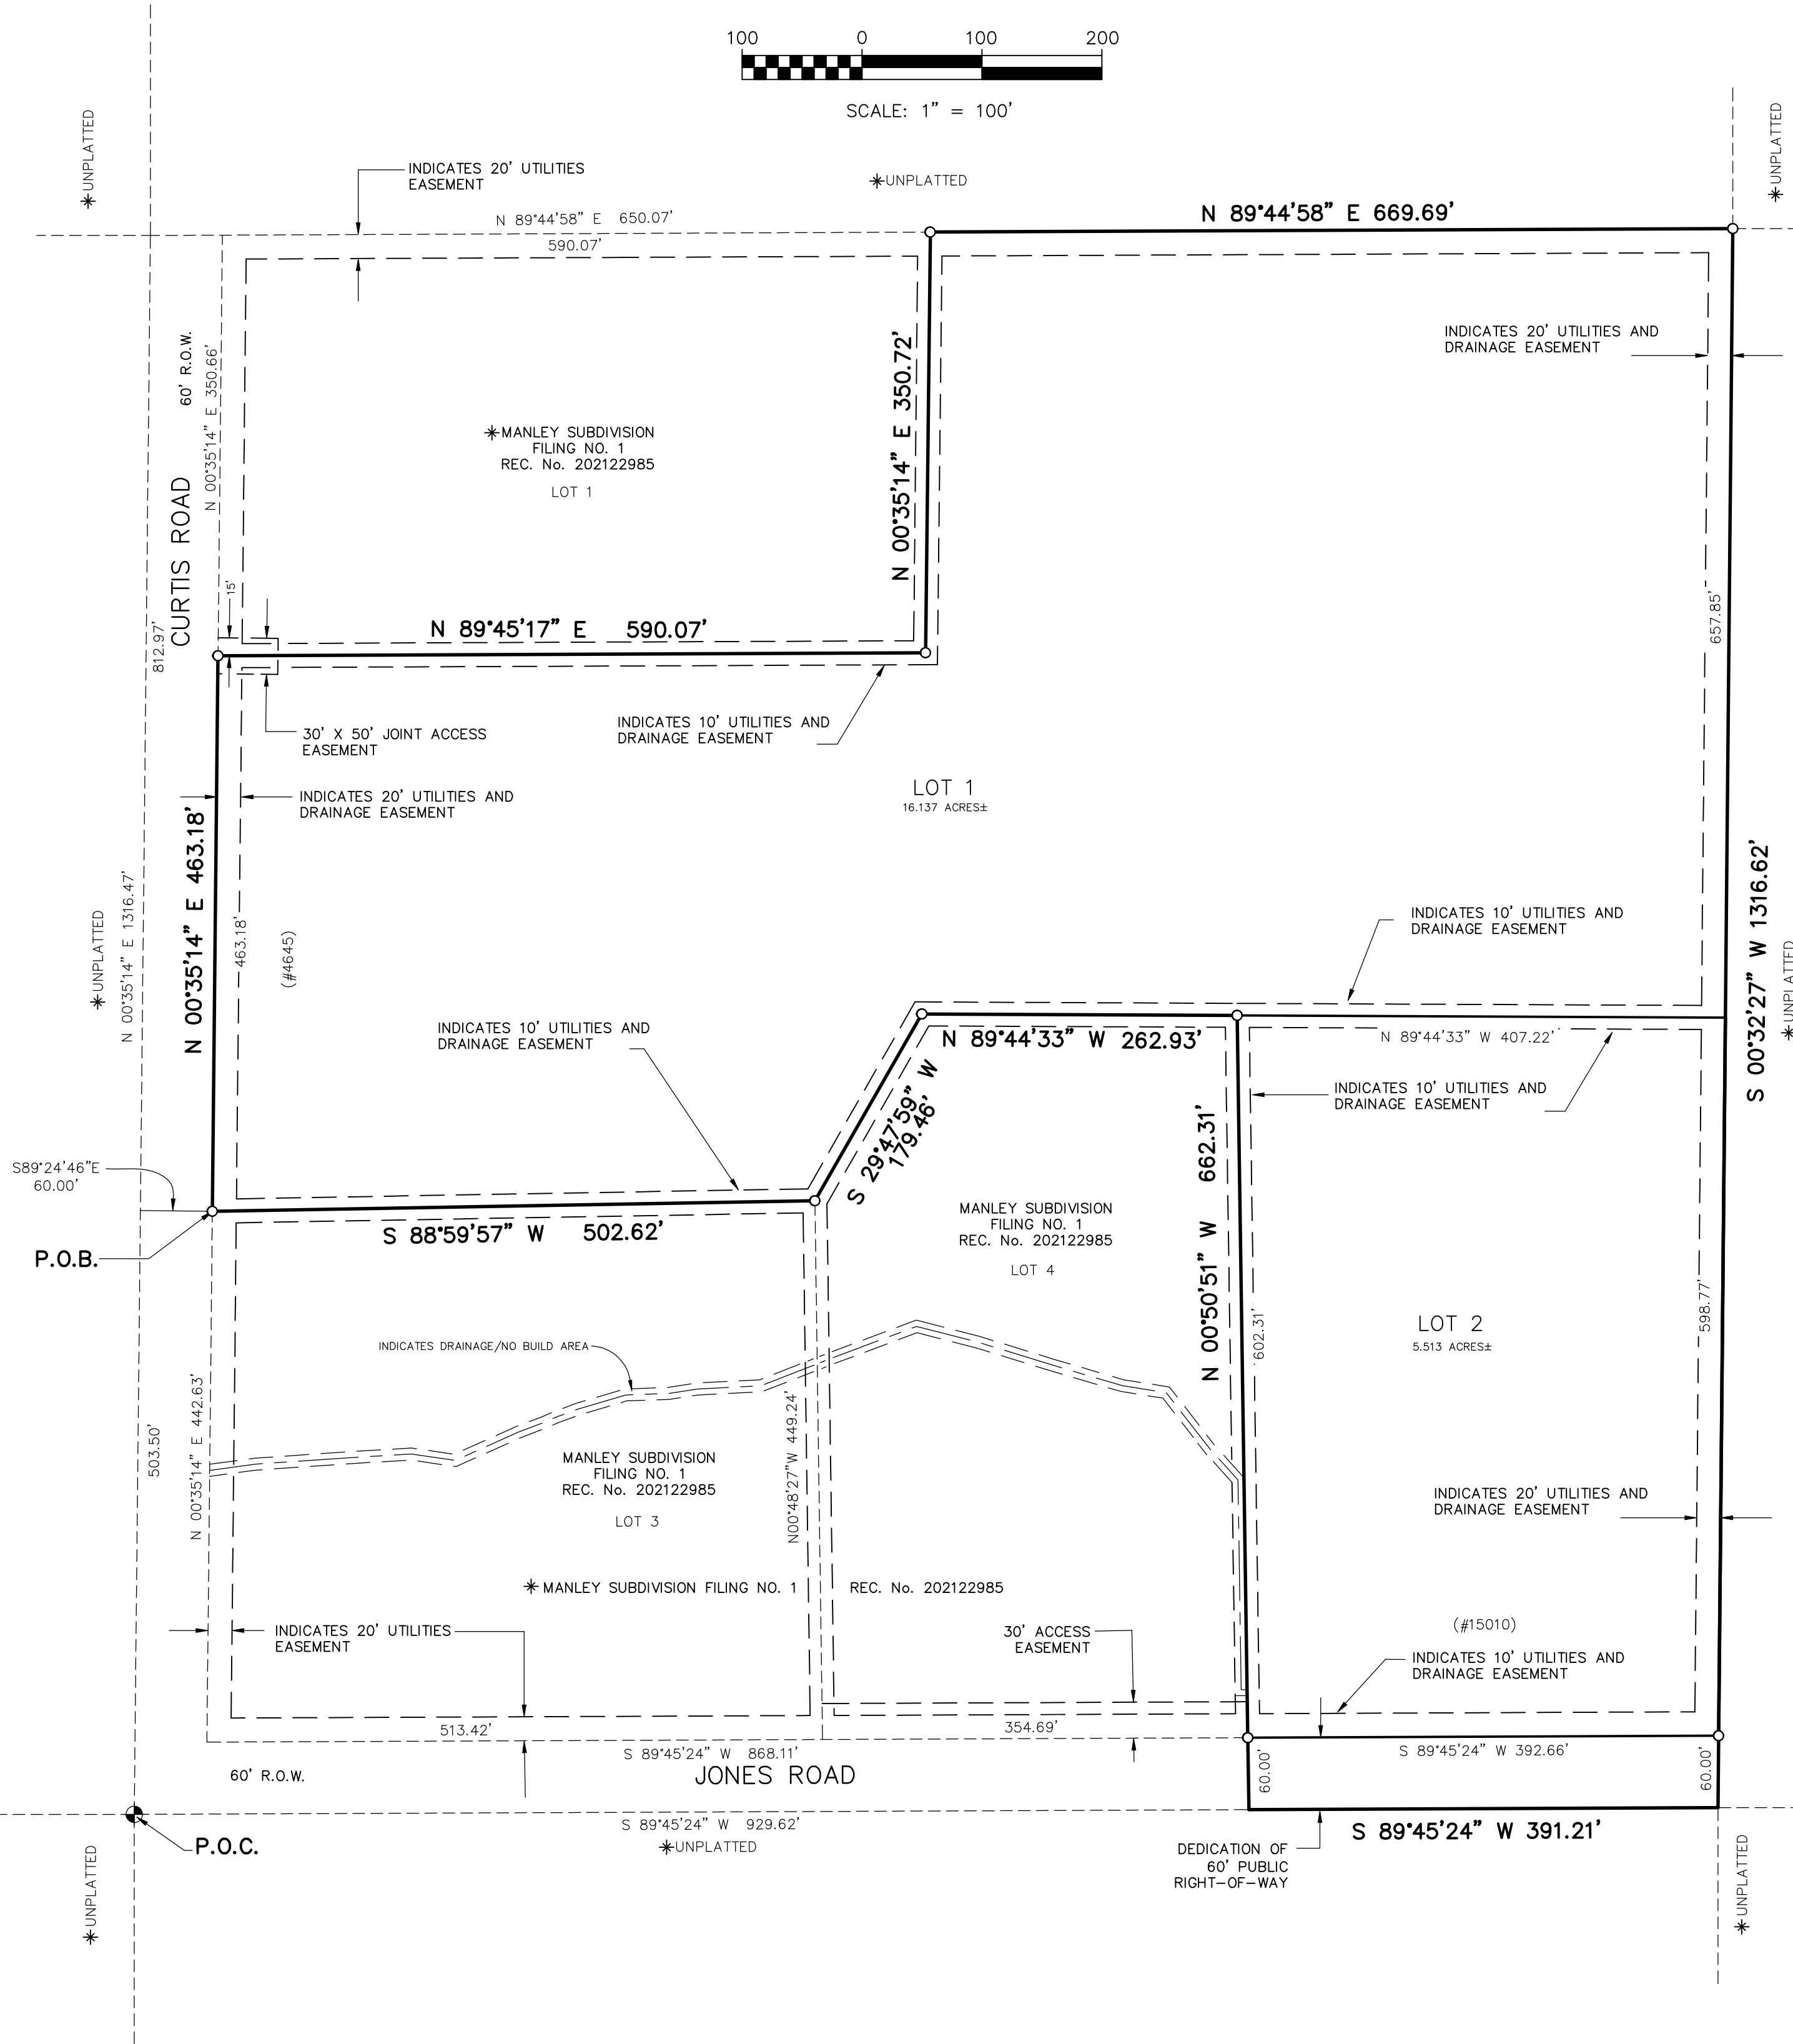 100 0 100 200
SCALE: 1" = 100'
✳UNPLATTED
✳UNPLATTED
INDICATES 20' UTILITIES
EASEMENT
✳UNPLATTED
N 89°44'58" E 650.07'
590.07'
N 89°44'58" E 669.69'
60' R.O.W.
N 00°35'14" E 350.66'
CURTIS ROAD
N 00°35'14" E 350.72'
INDICATES 20' UTILITIES AND
DRAINAGE EASEMENT
✳MANLEY SUBDIVISION
FILING NO. 1
REC. No. 202122985
LOT 1
15'
812.97'
N 89°45'17" E 590.07'
657.85'
30' X 50' JOINT ACCESS
EASEMENT
INDICATES 10' UTILITIES AND
DRAINAGE EASEMENT
INDICATES 20' UTILITIES AND
DRAINAGE EASEMENT
LOT 1
16.137 ACRES±
N 00°35'14" E 463.18'
463.18'
(#4645)
✳UNPLATTED
N 00°35'14" E 1316.47'
INDICATES 10' UTILITIES AND
DRAINAGE EASEMENT
S 00°32'27" W 1316.62'
✳UNPLATTED
INDICATES 10' UTILITIES AND
DRAINAGE EASEMENT
N 89°44'33" W 262.93'
N 89°44'33" W 407.22'
S 29°47'59" W
179.46'
INDICATES 10' UTILITIES AND
DRAINAGE EASEMENT
N 00°50'51" W 662.31'
S89°24'46"E
60.00'
P.O.B.
S 88°59'57" W 502.62'
MANLEY SUBDIVISION
FILING NO. 1
REC. No. 202122985
LOT 4
LOT 2
5.513 ACRES±
602.31'
598.77'
INDICATES DRAINAGE/NO BUILD AREA
N 00°35'14" E 442.63'
503.50'
N00°48'27"W 449.24'
MANLEY SUBDIVISION
FILING NO. 1
REC. No. 202122985
LOT 3
INDICATES 20' UTILITIES AND
DRAINAGE EASEMENT
✳MANLEY SUBDIVISION FILING NO. 1 REC. No. 202122985
INDICATES 20' UTILITIES
EASEMENT
30' ACCESS
EASEMENT
(#15010)
INDICATES 10' UTILITIES AND
DRAINAGE EASEMENT
513.42'
354.69'
S 89°45'24" W 868.11'
S 89°45'24" W 392.66'
60' R.O.W.
JONES ROAD
60.00'
60.00'
S 89°45'24" W 929.62'
✳UNPLATTED
S 89°45'24" W 391.21'
P.O.C.
DEDICATION OF
60' PUBLIC
RIGHT-OF-WAY
✳UNPLATTED
✳UNPLATTED